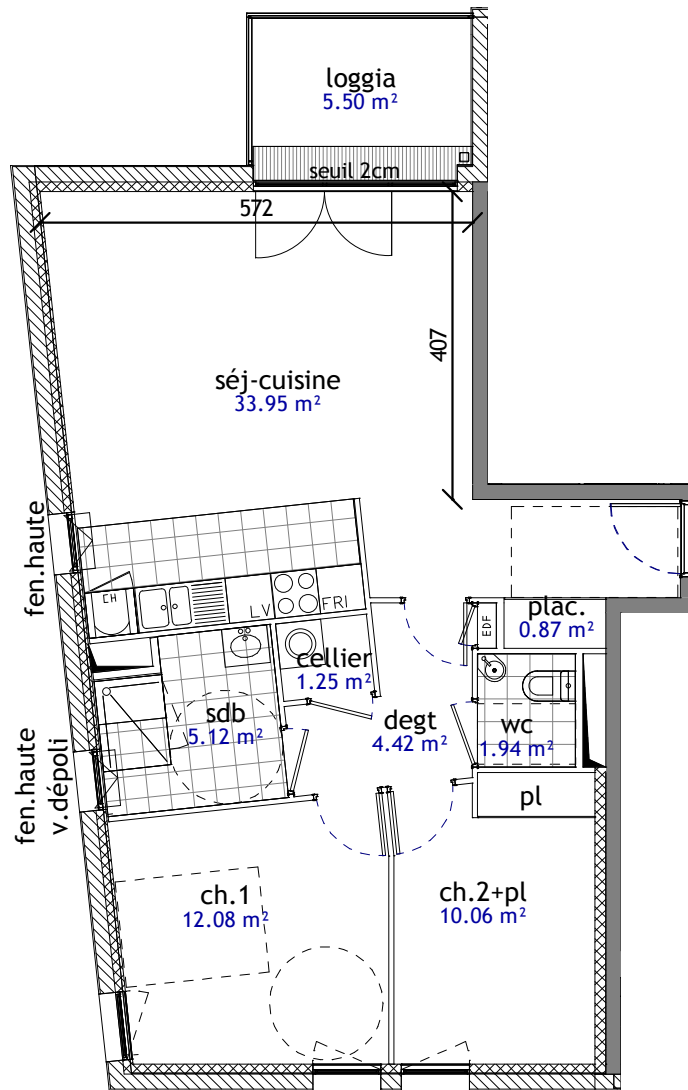 loggia
5.50 m²
seuil 2cm
572
407
séj-cuisine
33.95 m²
fen.haute
CH
LV
FRI
EDF
plac.
0.87 m²
cellier
1.25 m²
sdb
5.12 m²
degt
4.42 m²
wc
1.94 m²
fen.haute
v.dépoli
pl
ch.1
12.08 m²
ch.2+pl
10.06 m²